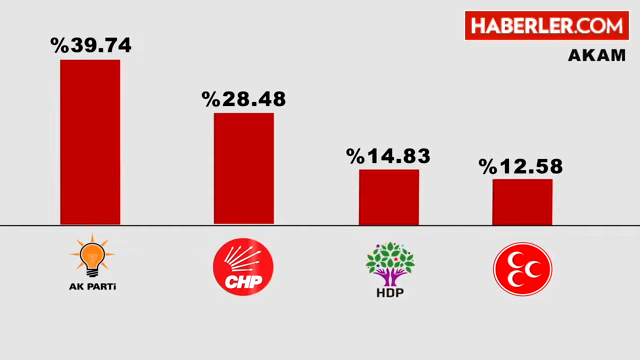 HABERLER.COM
AKAM
%39.74
%28.48
%14.83
%12.58
AK PARTİ
CHP
HDP